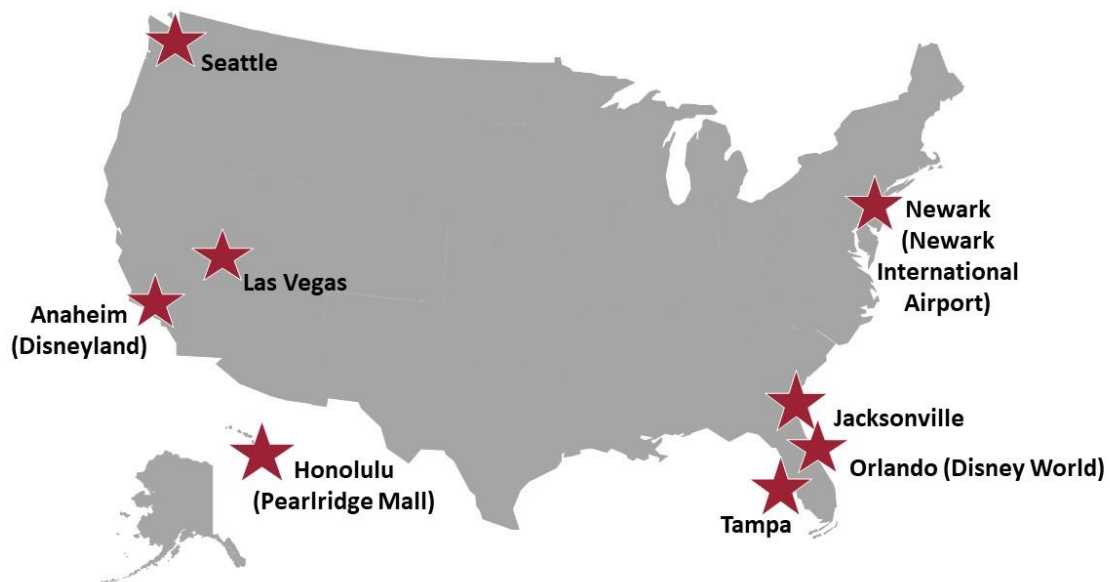 Seattle
Las Vegas
Anaheim
(Disneyland)
Newark
(Newark
International
Airport)
Honolulu
(Pearlridge Mall)
Jacksonville
Orlando (Disney World)
Tampa